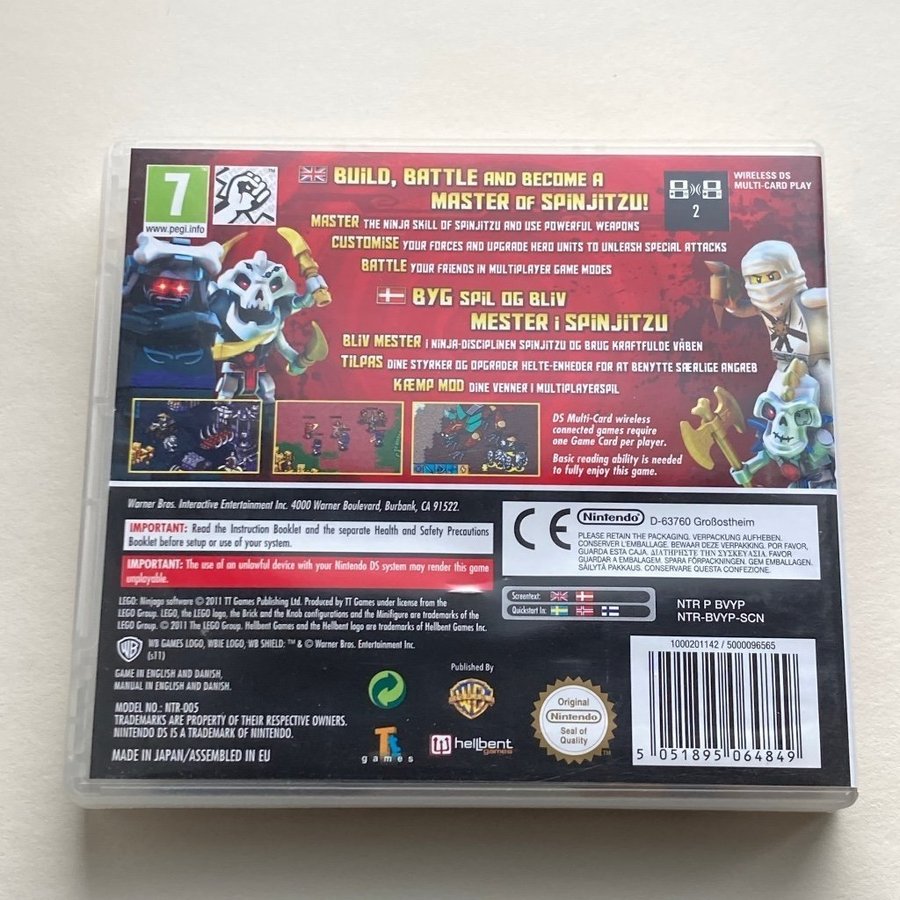 7
www.pegi.info
BUILD, BATTLE AND BECOME A
MASTER OF SPINJITZU!
MASTER THE NINJA SKILL OF SPINJITZU AND USE POWERFUL WEAPONS
CUSTOMISE YOUR FORCES AND UPGRADE HERO UNITS TO UNLEASH SPECIAL ATTACKS
BATTLE YOUR FRIENDS IN MULTIPLAYER GAME MODES
WIRELESS DS
MULTI-CARD PLAY
2
BYG SPIL OG BLIV
MESTER I SPINJITZU
BLIV MESTER I NINJA-DISCIPLINEN SPINJITZU OG BRUG KRAFTFULDE VÅBEN
TILPAS DINE STYRKER OG OPGRADER HELTE-ENHEDER FOR AT BENYTTE SÆRLIGE ANGREB
KÆMP MOD DINE VENNER I MULTIPLAYERSPIL
DS Multi-Card wireless
connected games require
one Game Card per player.
Basic reading ability is needed
to fully enjoy this game.
Warner Bros. Interactive Entertainment Inc. 4000 Warner Boulevard, Burbank, CA 91522.
IMPORTANT: Read the Instruction Booklet and the separate Health and Safety Precautions
Booklet before setup or use of your system.
IMPORTANT: The use of an unlawful device with your Nintendo DS system may render this game
unplayable.
LEGO: Ninjago software © 2011 TT Games Publishing Ltd. Produced by TT Games under license from the
LEGO Group. LEGO, the LEGO logo, the Brick and the Knob configurations and the Minifigure are trademarks of the
LEGO Group. © 2011 The LEGO Group. Hellbent Games and the Hellbent logo are trademarks of Hellbent Games Inc.
WB GAMES LOGO, WBIE LOGO, WB SHIELD: ™ & © Warner Bros. Entertainment Inc.
(s11)
GAME IN ENGLISH AND DANISH.
MANUAL IN ENGLISH AND DANISH.
MODEL NO.: NTR-005
TRADEMARKS ARE PROPERTY OF THEIR RESPECTIVE OWNERS.
NINTENDO DS IS A TRADEMARK OF NINTENDO.
MADE IN JAPAN/ASSEMBLED IN EU
TT games
Published By
WB
hellbent games
Original
Nintendo
Seal of
Quality
CE
Nintendo D-63760 Großostheim
PLEASE RETAIN THE PACKAGING. VERPACKUNG AUFHEBEN.
CONSERVER L'EMBALLAGE. BEWAAR DEZE VERPAKKING. POR FAVOR,
GUARDA ESTA CAJA. ΔΙΑΤΗΡΗΣΤΕ ΤΗΝ ΣΥΣΚΕΥΑΣΙΑ. FAVOR
GUARDAR A EMBALAGEM. SPARA FÖRPACKNINGEN. GEM EMBALLAGEN.
SÄILYTÄ PAKKAUS. CONSERVARE QUESTA CONFEZIONE.
Screentext:
Quickstart In:
NTR P BVYP
NTR-BVYP-SCN
1000201142 / 5000096565
5 051895 064849